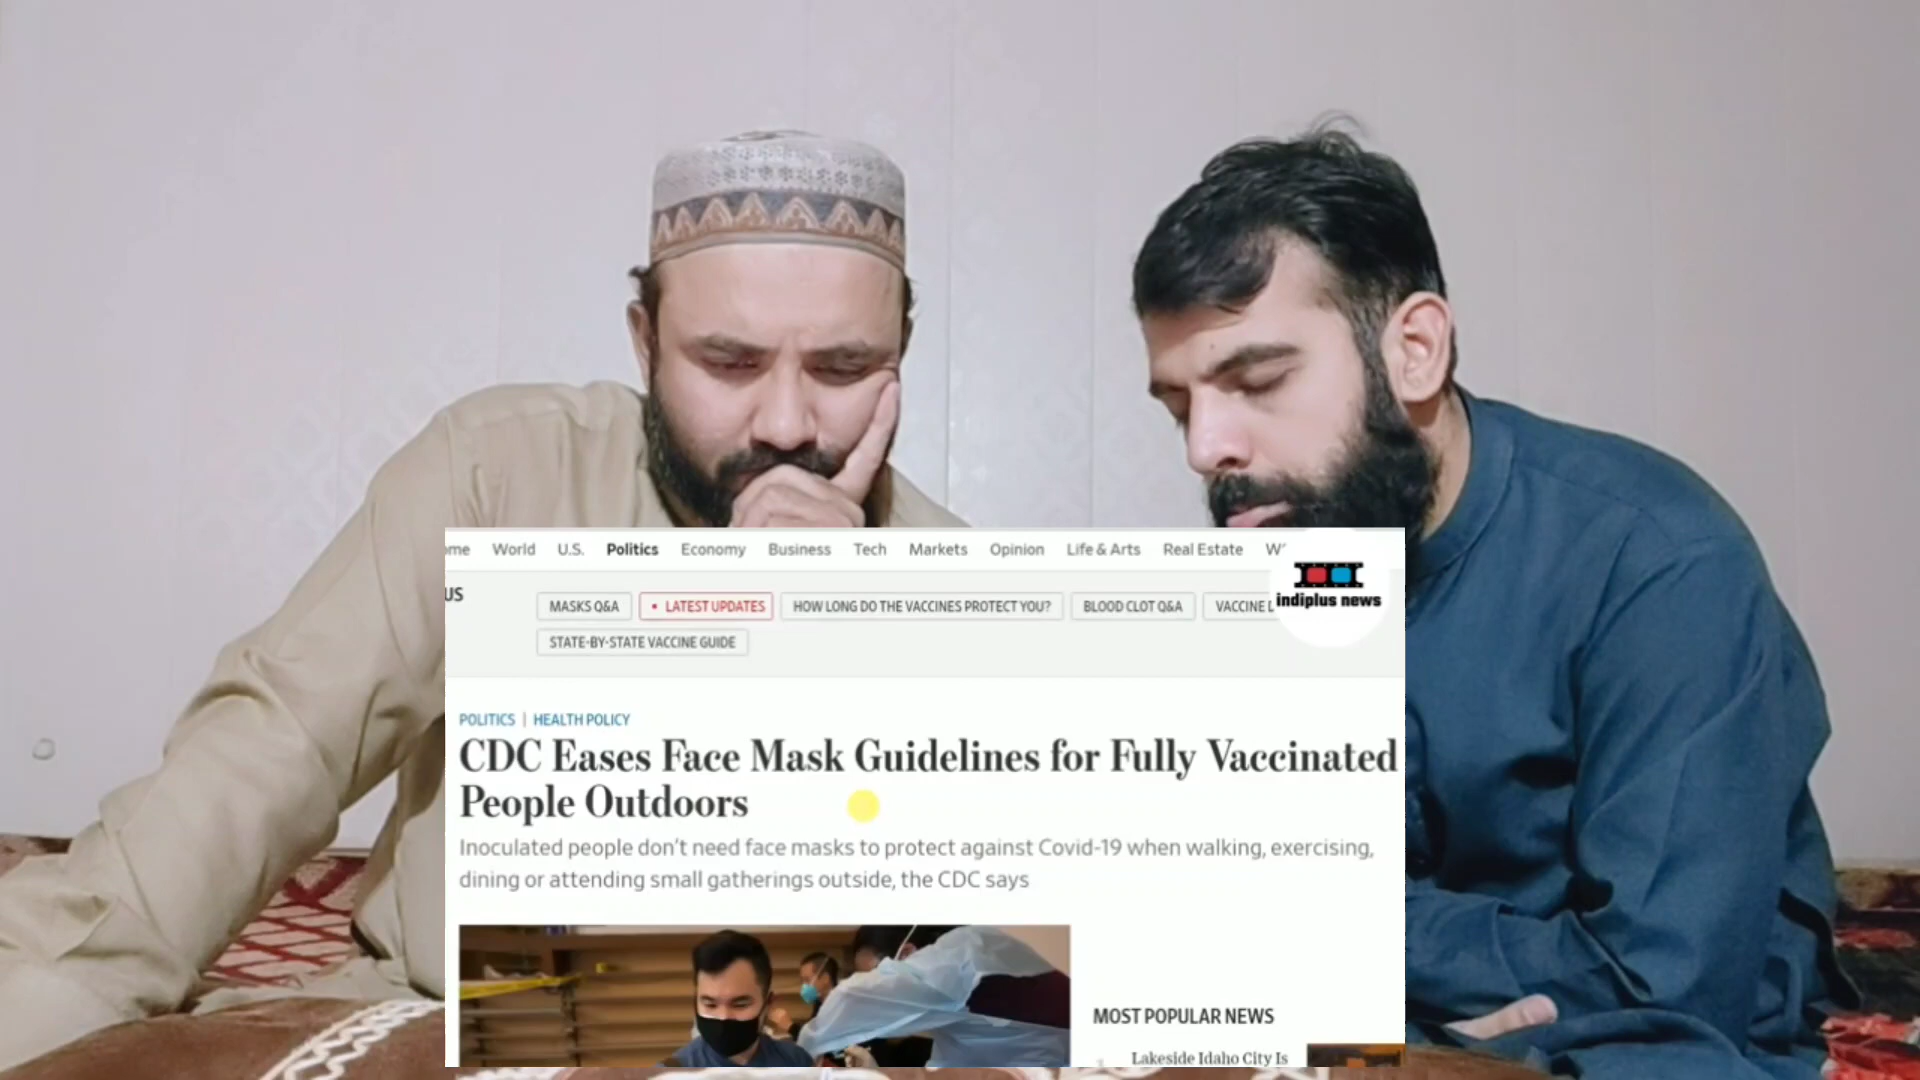 World U.S. Politics Economy Business Tech Markets Opinion Life & Arts Real Estate
US
MASKS Q&A • LATEST UPDATES HOW LONG DO THE VACCINES PROTECT YOU? BLOOD CLOT Q&A VACCINE
indiplus news
STATE-BY-STATE VACCINE GUIDE
POLITICS | HEALTH POLICY
CDC Eases Face Mask Guidelines for Fully Vaccinated
People Outdoors
Inoculated people don't need face masks to protect against Covid-19 when walking, exercising,
dining or attending small gatherings outside, the CDC says
MOST POPULAR NEWS
Lakeside Idaho City Is